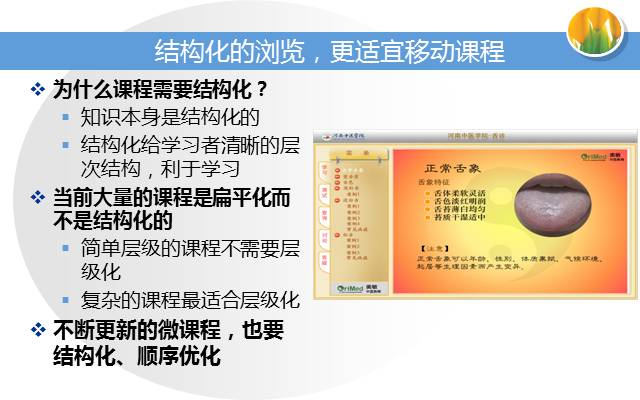 结构化的浏览，更适宜移动课程
为什么课程需要结构化？
知识本身是结构化的
结构化给学习者清晰的层
次结构，利于学习
当前大量的课程是扁平化而
不是结构化的
简单层级的课程不需要层
级化
复杂的课程最适合层级化
不断更新的微课程，也要
结构化、顺序优化
河南中医学院
河南中医学院-舌诊
目 录
OriMed 奥敏
正常舌象
舌象特征
舌体柔软灵活
舌色淡红明润
舌苔薄白均匀
苔质干湿适中
【注意】
正常舌象可以年龄、性别、体质禀赋、气候环境、
起居等生理因素而产生变异。
OriMed 奥敏